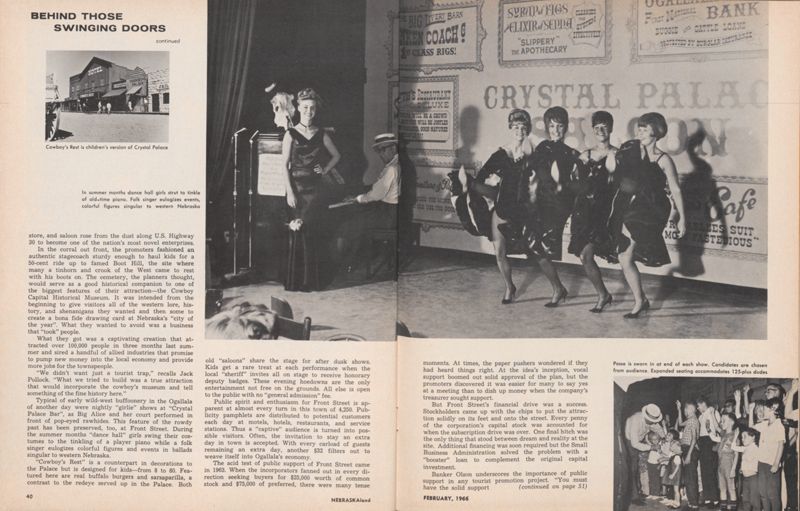 BEHIND THOSE
SWINGING DOORS
continued
Cowboy's Rest is children's version of Crystal Palace
In summer months dance hall girls strut to tinkle
of old-time piano. Folk singer eulogizes events,
colorful figures singular to western Nebraska
store, and saloon rose from the dust along U.S. Highway
30 to become one of the nation's most novel enterprises.
In the corral out front, the promoters fashioned an
authentic stagecoach sturdy enough to haul kids for a
50-cent ride up to famed Boot Hill, the site where
many a tinhorn and crook of the West came to rest
with his boots on. The cemetery, the planners thought,
would serve as a good historical companion to one of
the biggest features of their attraction—the Cowboy
Capital Historical Museum. It was intended from the
beginning to give visitors all of the western lore, his-
tory, and shenanigans they wanted and then some to
create a bona fide drawing card at Nebraska's "city of
the year". What they wanted to avoid was a business
that "took" people.
What they got was a captivating creation that at-
tracted over 100,000 people in three months last sum-
mer and sired a handful of allied industries that promise
to pump new money into the local economy and provide
more jobs for the townspeople.
"We didn't want just a tourist trap," recalls Jack
Pollock. "What we tried to build was a true attraction
that would incorporate the cowboy's museum and tell
something of the fine history here."
Typical of early wild-west hoffenmery in the Ogallala
of another day were nightly "girlie" shows at "Crystal
Palace Bar", as Big Alice and her court performed in
front of pop-eyed rawhides. This feature of the rowdy
past has been preserved, too, at Front Street. During
the summer months "dance hall" girls swing their cos-
tumes to the tinkling of a player piano while a folk
singer eulogizes colorful figures and events in ballads
singular to western Nebraska.
"Cowboy's Rest" is a counterpart in decorations to
the Palace but is designed for kids—from 8 to 80. Fea-
tured here are real buffalo burgers and sarsaparilla, a
contrast to the redeye served up in the Palace. Both
40
old "saloons" share the stage for after dusk shows.
Kids get a rare treat at each performance when the
local "sheriff" invites all on stage to receive honorary
deputy badges. These evening hoedowns are the only
entertainment not free on the grounds. All else is open
to the public with no "general admission" fee.
Public spirit and enthusiasm for Front Street is ap-
parent at almost every turn in this town of 4,250. Pub-
licity pamphlets are distributed to potential customers
each day at motels, hotels, restaurants, and service
stations. Thus a "captive" audience is turned into pos-
sible visitors. Often, the invitation to stay an extra
day in town is accepted. With every carload of guests
remaining an extra day, another $32 filters out to
weave itself into Ogallala's economy.
The acid test of public support of Front Street came
in 1963. When the incorporators fanned out in every di-
rection seeking buyers for $25,000 worth of common
stock and $75,000 of preferred, there were many tense
NEBRASKAland
BIG
COACH &
CLASS RIGS!
ELIXIR of SENNA
"SLIPPERY"
THE APOTHECARY
OGALLALA
FIRST NATIONAL BANK
BUGGIE and CATTLE LOANS
CRYSTAL PALAC
Cafe
SUIT
MOST FASTIDIOUS"
moments. At times, the paper pushers wondered if they
had heard things right. At the idea's inception, vocal
support boomed out solid approval of the plan, but the
promoters discovered it was easier for many to say yes
at a meeting than to dish up money when the company's
treasurer sought support.
But Front Street's financial drive was a success.
Stockholders came up with the chips to put the attrac-
tion solidly on its feet and onto the street. Every penny
of the corporation's capital stock was accounted for
when the subscription drive was over. One final hitch was
the only thing that stood between dream and reality at the
site. Additional financing was soon required but the Small
Business Administration solved the problem with a
"booster" loan to complement the original capital
investment.
Banker Olson underscores the importance of public
support in any tourist promotion project. "You must
have the solid support (continued on page 51)
FEBRUARY, 1966
Posse is sworn in at end of each show. Candidates are chosen
from audience. Expanded seating accommodates 125-plus dudes